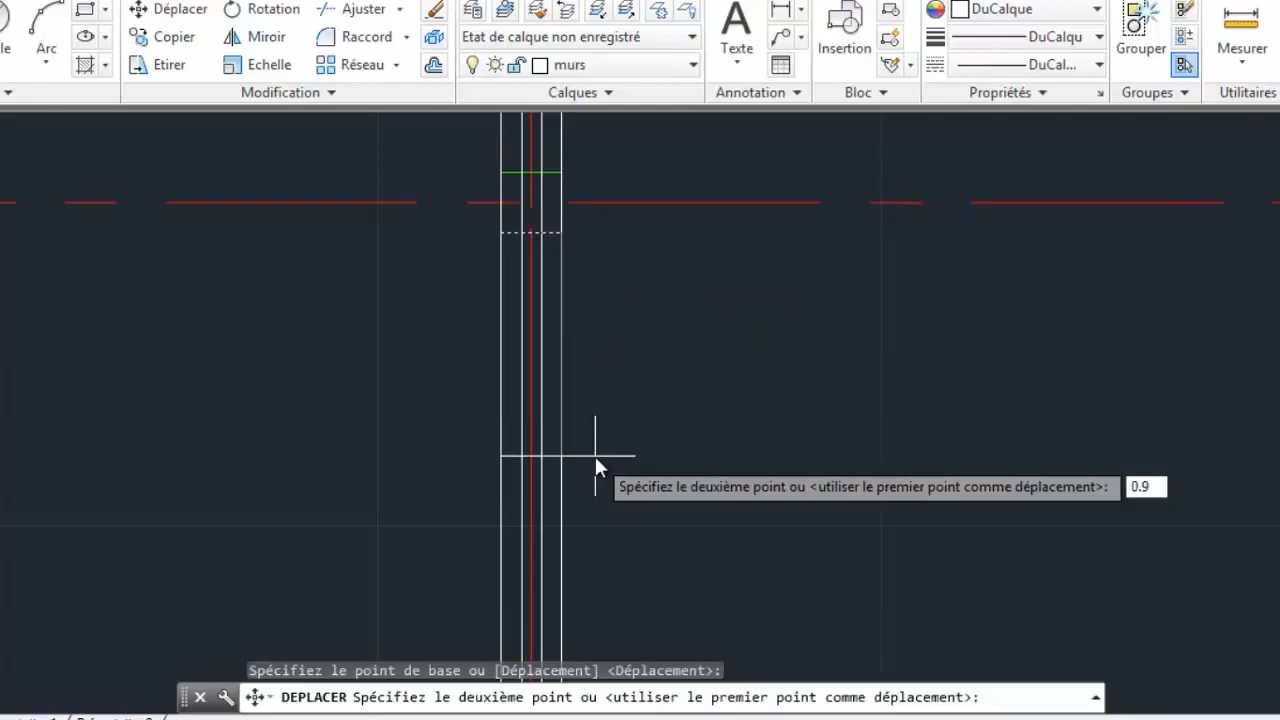 Déplacer Rotation Ajuster
DuCalque
Copier Miroir Raccord
Etat de calque non enregistré
DuCalqu
Arc
Texte
Insertion
Grouper
Mesurer
Etirer Echelle Réseau
murs
DuCal...
Modification
Calques
Annotation
Bloc
Propriétés
Groupes
Utilitaires
Spécifiez le deuxième point ou <utiliser le premier point comme déplacement>: 0.9
Spécifiez le point de base ou [Déplacement] <Déplacement>:
DEPLACER Spécifiez le deuxième point ou <utiliser le premier point comme déplacement>: